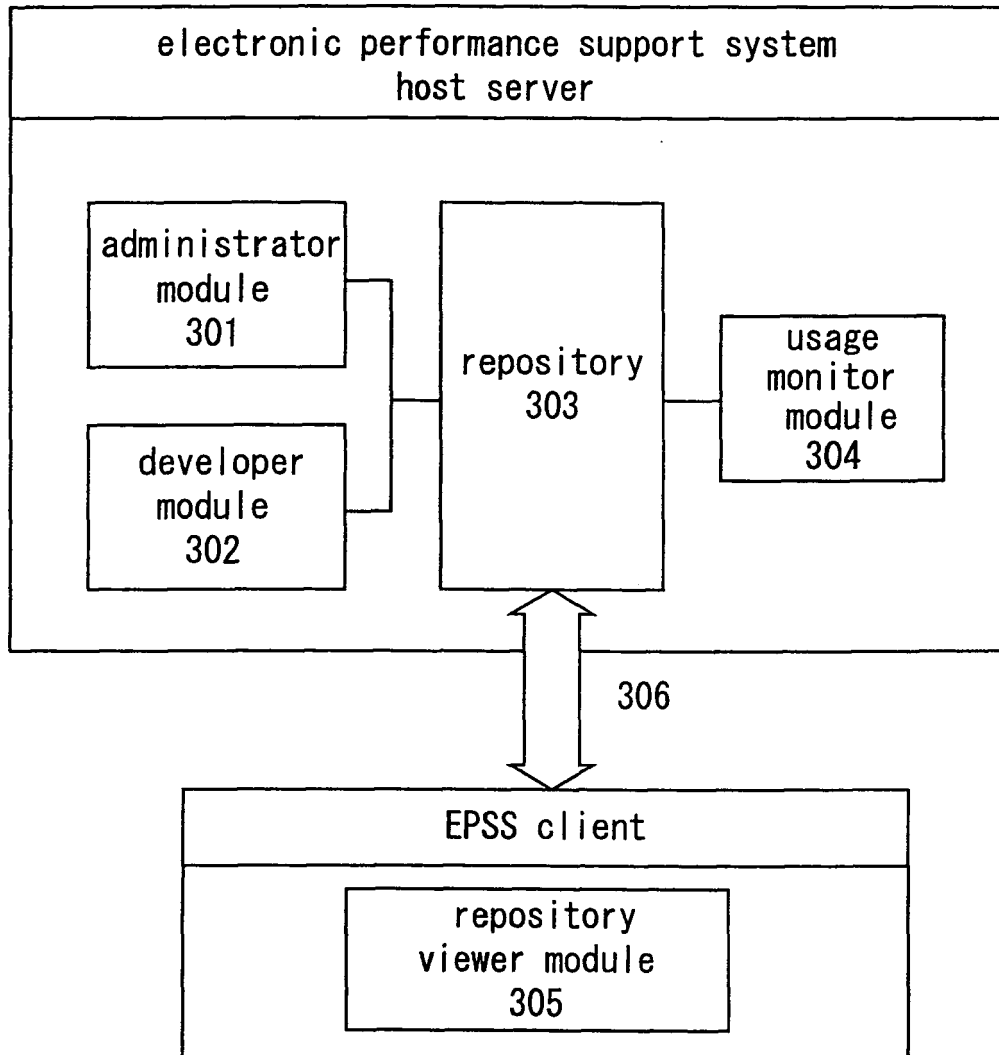 electronic performance support system
host server
administrator
module
301
developer
module
302
repository
303
usage
monitor
module
304
306
EPSS client
repository
viewer module
305